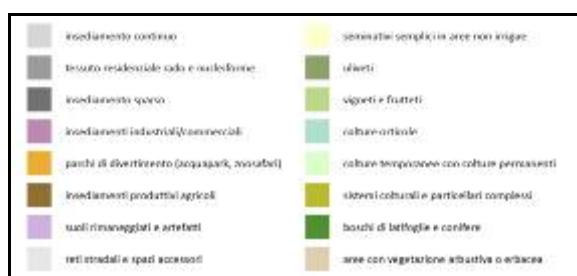 insediamento continuo
tessuto residenziale rado e nucleiforme
insediamento sparso
insediamenti industriali/commerciali
parchi di divertimento (acquapark, zoosafari)
insediamenti produttivi agricoli
suoli rimaneggiati e artefatti
reti stradali e spazi accessori
seminativi semplici in aree non irrigue
uliveti
vigneti e frutteti
colture orticole
colture temporanee con colture permanenti
sistemi colturali e particellari complessi
boschi di latifoglie e conifere
aree con vegetazione arbustiva o erbacea